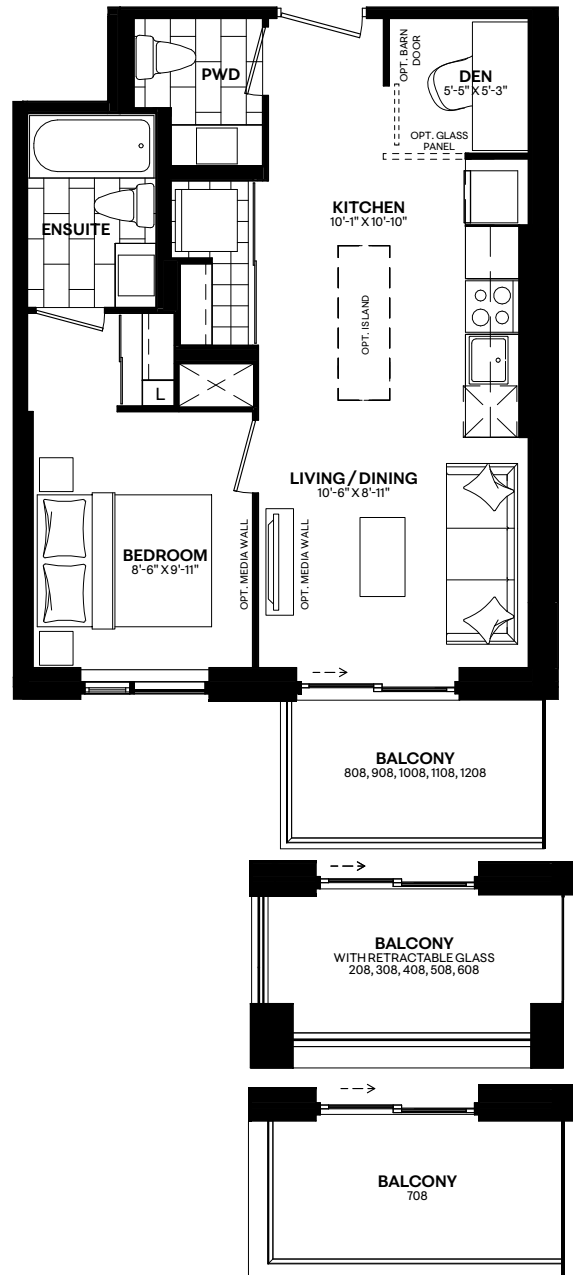 PWD
OPT. BARN
DOOR
DEN
5'-5" X 5'-3"
OPT. GLASS
PANEL
ENSUITE
KITCHEN
10'-1" X 10'-10"
OPT. ISLAND
L
LIVING / DINING
10'-6" X 8'-11"
BEDROOM
8'-6" X 9'-11"
OPT. MEDIA WALL
OPT. MEDIA WALL
BALCONY
808, 908, 1008, 1108, 1208
BALCONY
WITH RETRACTABLE GLASS
208, 308, 408, 508, 608
BALCONY
708